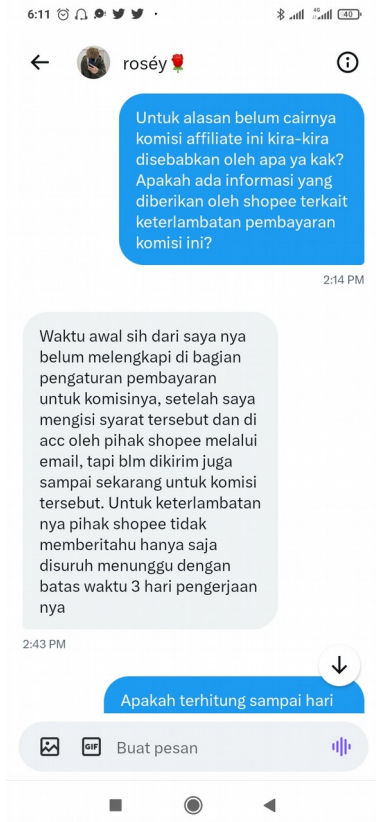 6:11
4G
40
roséy🌹
Untuk alasan belum cairnya
komisi affiliate ini kira-kira
disebabkan oleh apa ya kak?
Apakah ada informasi yang
diberikan oleh shopee terkait
keterlambatan pembayaran
komisi ini?
2:14 PM
Waktu awal sih dari saya nya
belum melengkapi di bagian
pengaturan pembayaran
untuk komisinya, setelah saya
mengisi syarat tersebut dan di
acc oleh pihak shopee melalui
email, tapi blm dikirim juga
sampai sekarang untuk komisi
tersebut. Untuk keterlambatan
nya pihak shopee tidak
memberitahu hanya saja
disuruh menunggu dengan
batas waktu 3 hari pengerjaan
nya
2:43 PM
Apakah terhitung sampai hari
GIF
Buat pesan